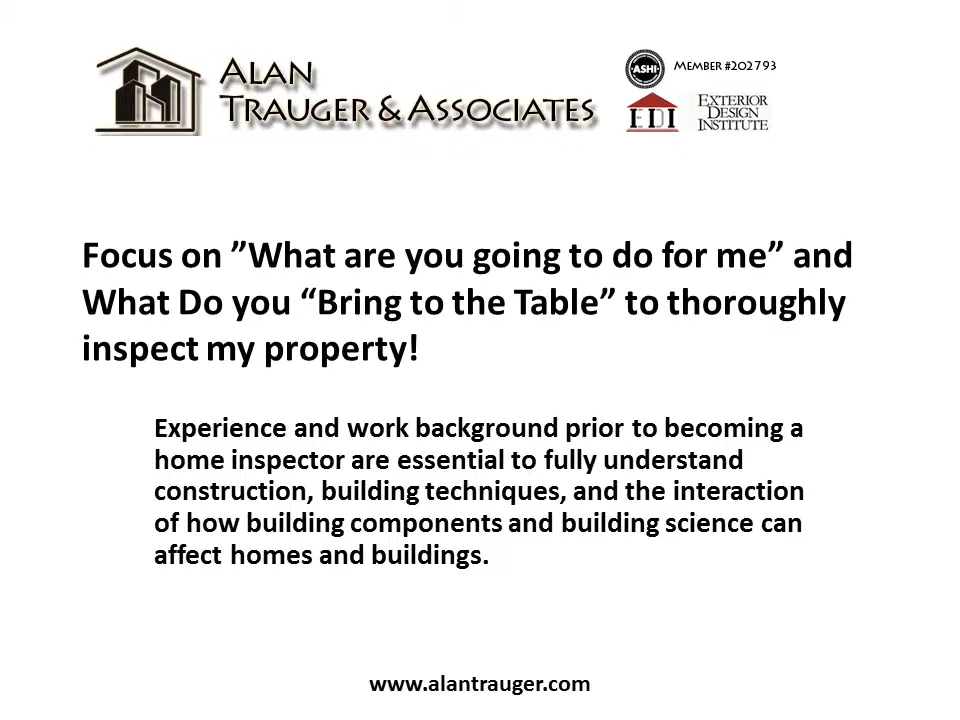 ALAN
TRAUGER & ASSOCIATES
ASHI
MEMBER #202793
EDI
EXTERIOR
DESIGN
INSTITUTE
Focus on ”What are you going to do for me” and
What Do you “Bring to the Table” to thoroughly
inspect my property!
Experience and work background prior to becoming a
home inspector are essential to fully understand
construction, building techniques, and the interaction
of how building components and building science can
affect homes and buildings.
www.alantrauger.com